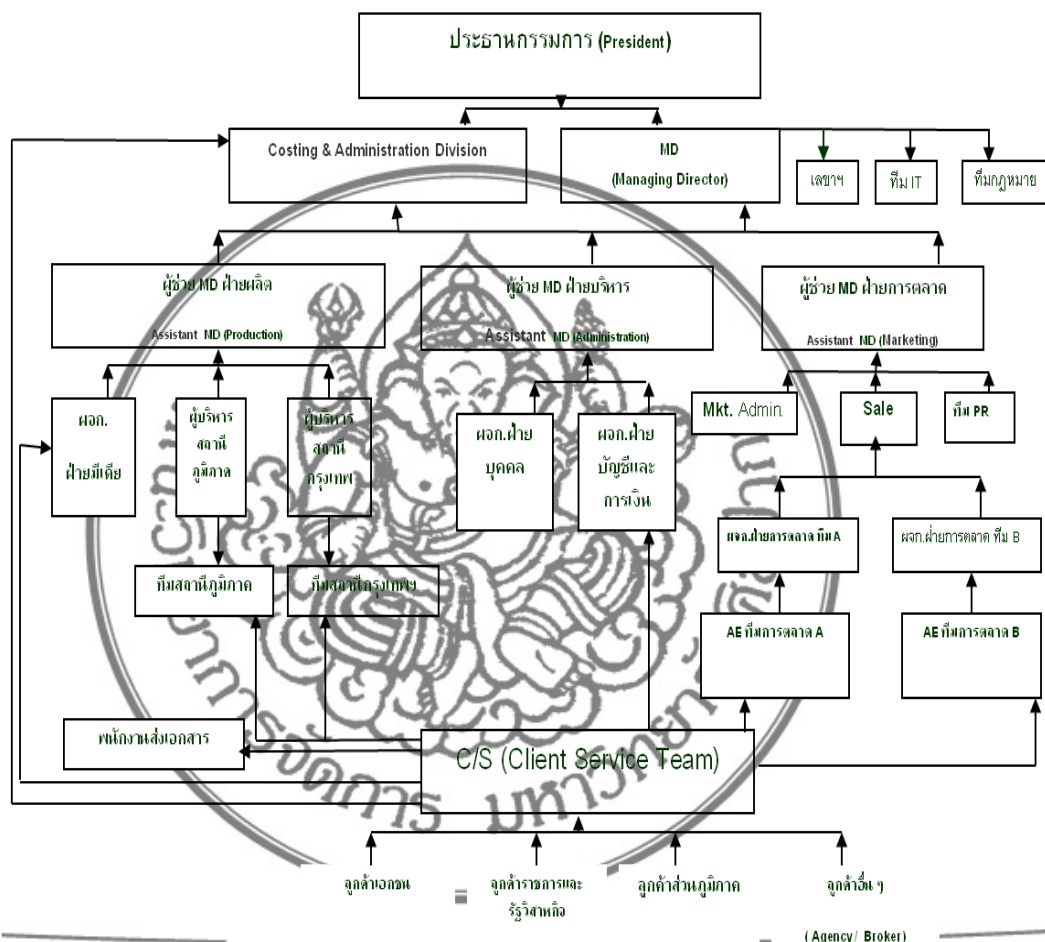 ประธานกรรมการ (President)
Costing & Administration Division
MD
(Managing Director)
เลขาฯ
ทีม IT
ทีมกฎหมาย
ผู้ช่วย MD ฝ่ายผลิต
Assistant MD (Production)
ผู้ช่วย MD ฝ่ายบริหาร
Assistant MD (Administration)
ผู้ช่วย MD ฝ่ายการตลาด
Assistant MD (Marketing)
ผจก.
ฝ่ายมีเดีย
ผู้บริหาร
สถานี
ภูมิภาค
ผู้บริหาร
สถานี
กรุงเทพ
ผจก.ฝ่าย
บุคคล
ผจก.ฝ่าย
บัญชีและ
การเงิน
Mkt. Admin.
Sale
ทีม PR
ผจก.ฝ่ายการตลาด ทีม A
ผจก.ฝ่ายการตลาด ทีม B
ทีมสถานีภูมิภาค
ทีมสถานีกรุงเทพฯ
AE ทีมการตลาด A
AE ทีมการตลาด B
พนักงานส่งเอกสาร
C/S (Client Service Team)
ลูกค้าเอกชน
ลูกค้าราชการและ
รัฐวิสาหกิจ
ลูกค้าส่วนภูมิภาค
ลูกค้าอื่น ๆ
(Agency / Broker)